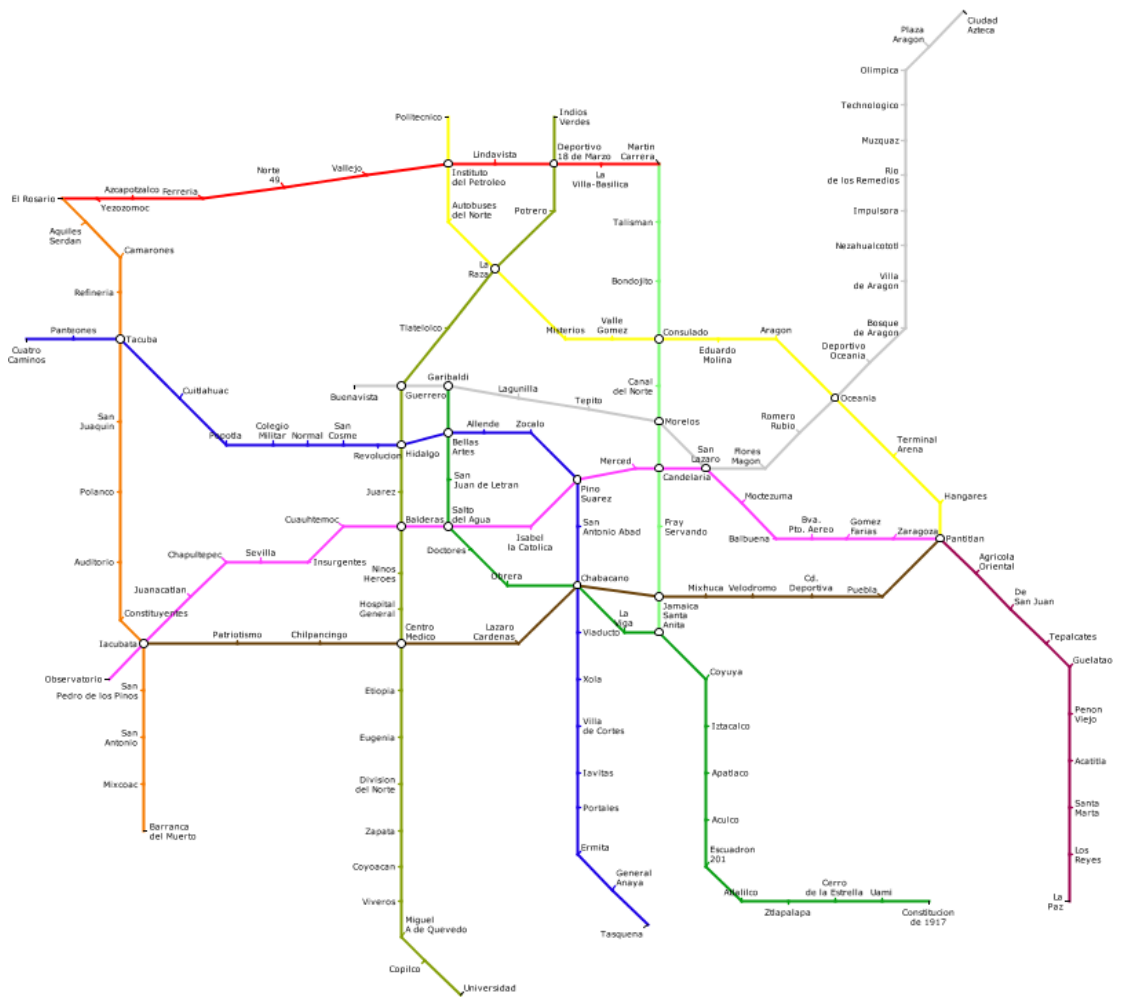 Ciudad
Azteca
Plaza
Aragon
Olimpica
Technologico
Muzquaz
Rio
de los Remedios
Impulsora
Nezahualcototl
Villa
de Aragon
Bosque
de Aragon
Deportivo
Oceania
Oceania
Romero
Rubio
Flores
Magon
San
Lazaro
Morelos
Tepito
Lagunilla
Garibaldi
Guerrero
Buenavista
Politecnico
Instituto
del Petroleo
Autobuses
del Norte
La
Raza
Misterios
Valle
Gomez
Consulado
Eduardo
Molina
Aragon
Terminal
Arena
Hangares
Pantitlan
Indios
Verdes
Deportivo
18 de Marzo
Potrero
Tlatelolco
Hidalgo
Juarez
Balderas
Ninos
Heroes
Hospital
General
Centro
Medico
Etiopia
Eugenia
Division
del Norte
Zapata
Coyoacan
Viveros
Miguel
A de Quevedo
Copilco
Universidad
El Rosario
Yezozomoc
Azcapotzalco
Ferreria
Norte
49
Vallejo
Lindavista
La
Villa-Basilica
Martin
Carrera
Talisman
Bondojito
Canal
del Norte
Candelaria
Fray
Servando
Jamaica
Santa
Anita
Aquiles
Serdan
Camarones
Refineria
Tacuba
San
Juaquin
Polanco
Auditorio
Constituyentes
Iacubata
San
Pedro de los Pinos
San
Antonio
Mixcoac
Barranca
del Muerto
Cuatro
Caminos
Panteones
Cuitlahuac
Popotla
Colegio
Militar
Normal
San
Cosme
Revolucion
Bellas
Artes
Allende
Zocalo
Pino
Suarez
San
Antonio Abad
Chabacano
Viaducto
Xola
Villa
de Cortes
Iavitas
Portales
Ermita
General
Anaya
Tasquena
Observatorio
Juanacatlan
Chapultepec
Sevilla
Insurgentes
Cuauhtemoc
Salto
del Agua
Isabel
la Catolica
Merced
Moctezuma
Balbuena
Bva.
Pto. Aereo
Gomez
Farias
Zaragoza
San
Juan de Letran
Doctores
Obrera
La
Viga
Coyuya
Iztacalco
Apatlaco
Aculco
Escuadron
201
Atlalilco
Ztlapalapa
Cerro
de la Estrella
Uami
Constitucion
de 1917
Patriotismo
Chilpancingo
Lazaro
Cardenas
Mixhuca
Velodromo
Cd.
Deportiva
Puebla
Agricola
Oriental
De
San Juan
Tepalcates
Guelatao
Penon
Viejo
Acatitla
Santa
Marta
Los
Reyes
La
Paz